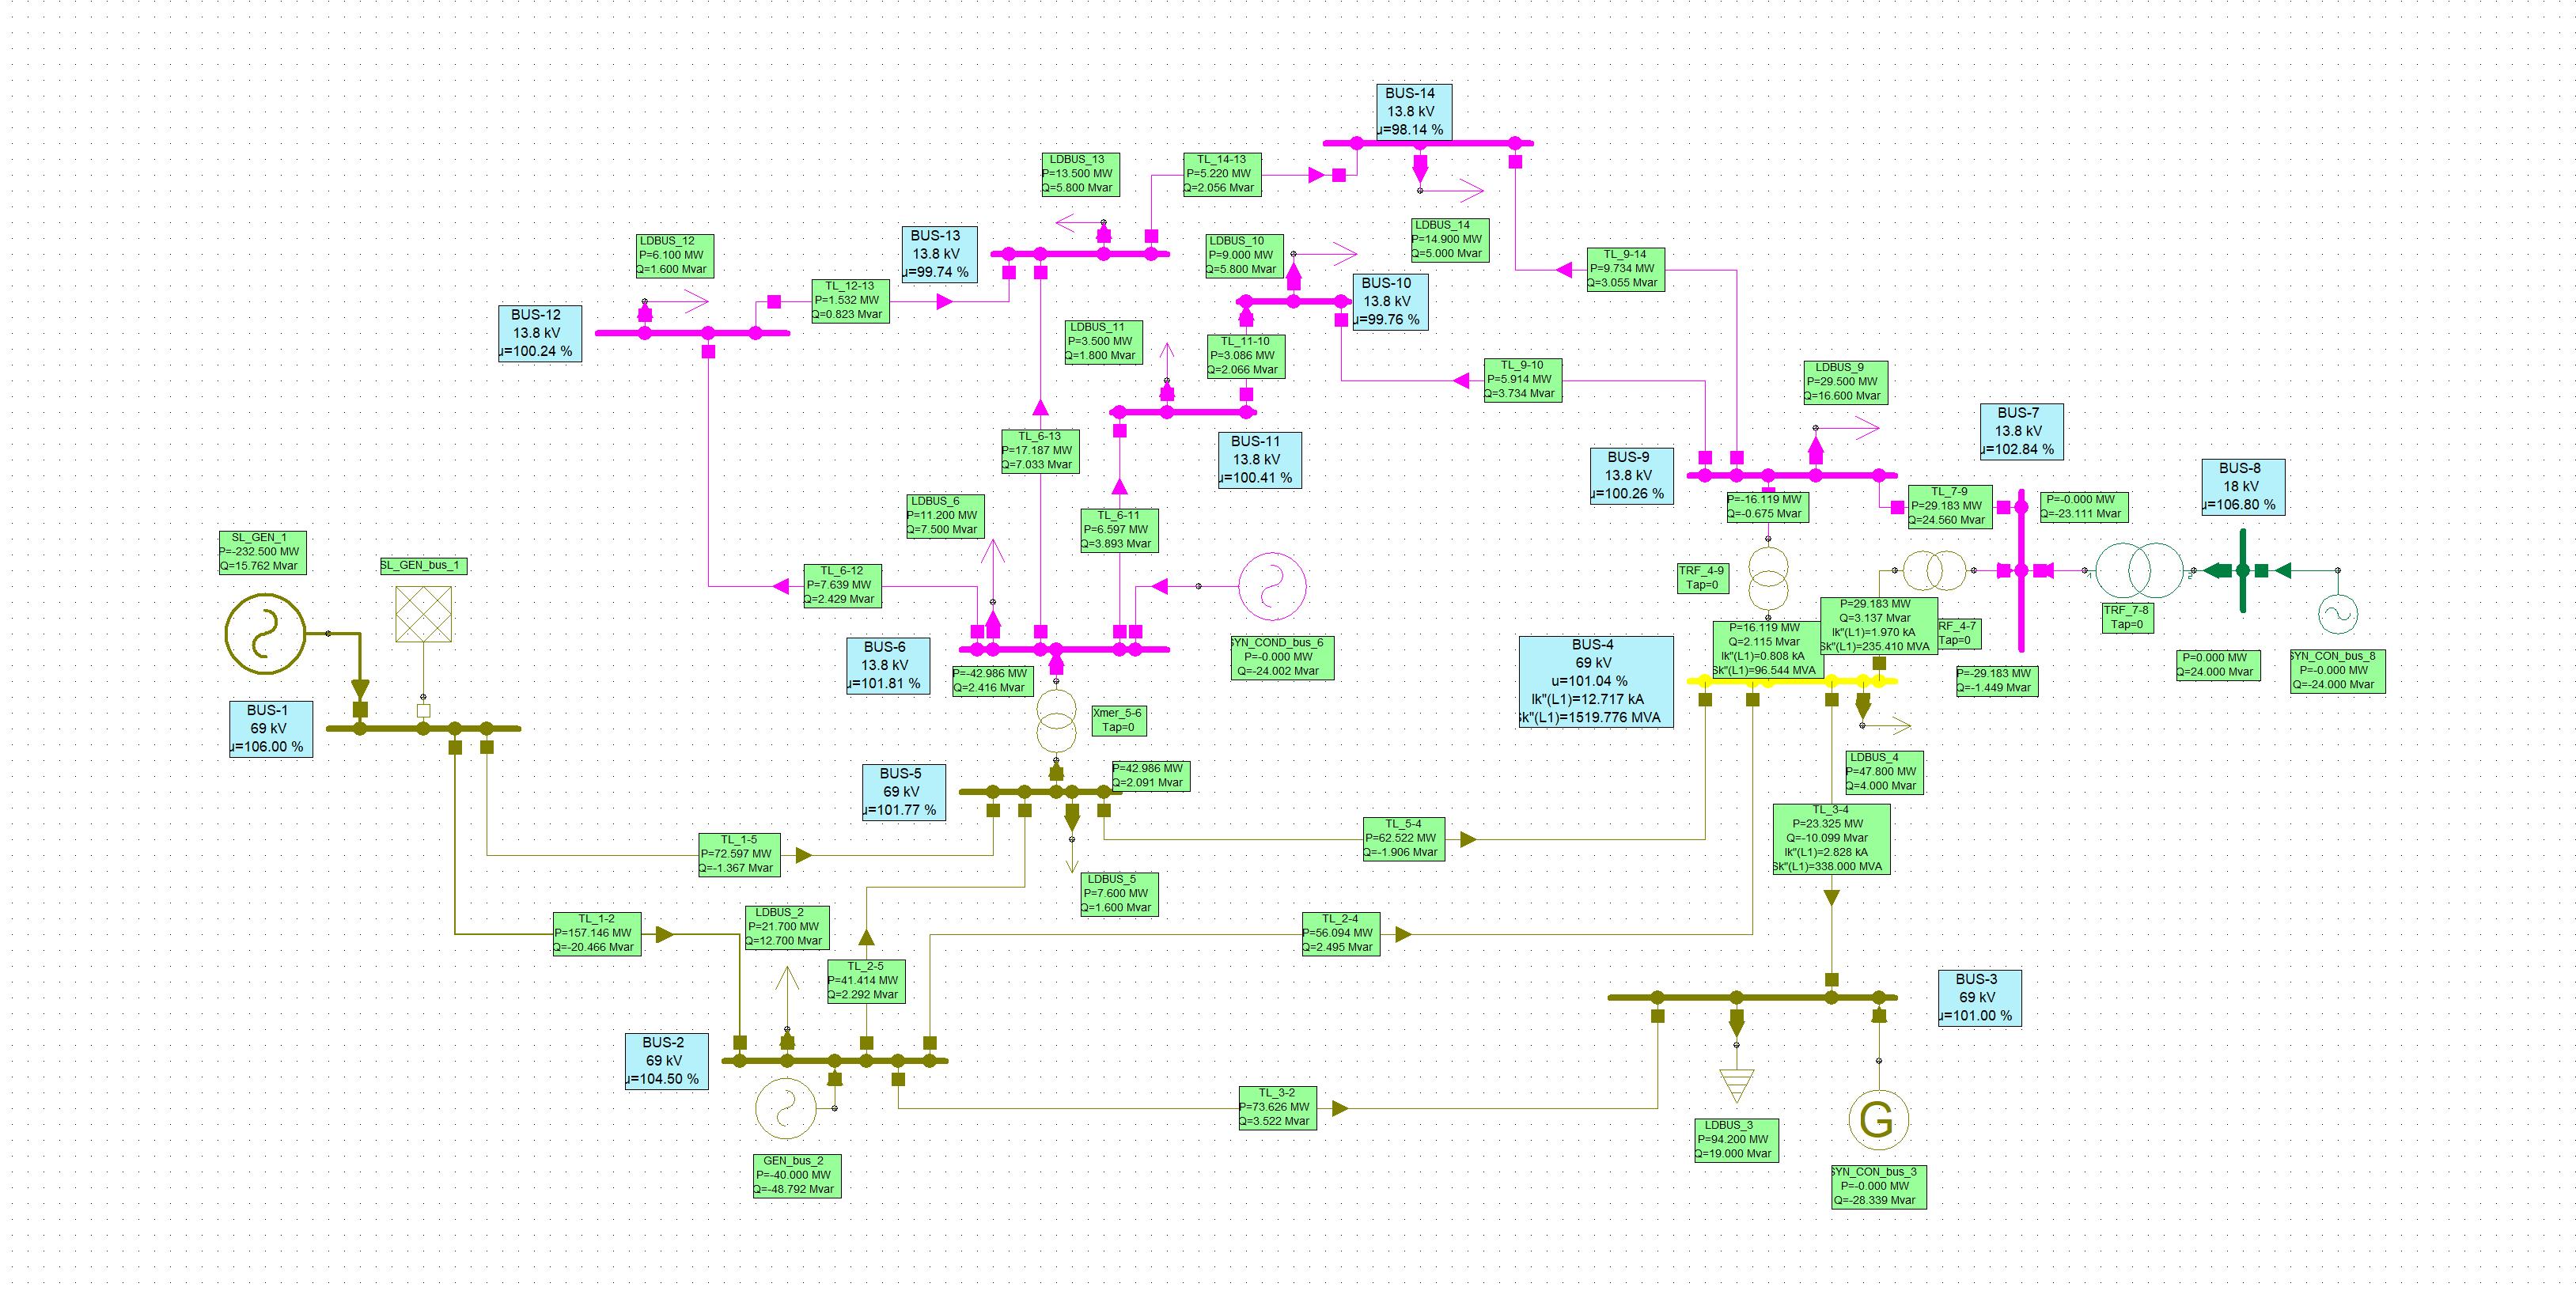 BUS-14
13.8 kV
u=98.14 %
LDBUS_13
P=13.500 MW
Q=5.800 Mvar
TL_14-13
P=5.220 MW
Q=2.056 Mvar
LDBUS_14
P=14.900 MW
Q=5.000 Mvar
LDBUS_12
P=6.100 MW
Q=1.600 Mvar
BUS-13
13.8 kV
u=99.74 %
LDBUS_10
P=9.000 MW
Q=5.800 Mvar
TL_9-14
P=9.734 MW
Q=3.055 Mvar
TL_12-13
P=1.532 MW
Q=0.823 Mvar
BUS-10
13.8 kV
u=99.76 %
BUS-12
13.8 kV
u=100.24 %
LDBUS_11
P=3.500 MW
Q=1.800 Mvar
TL_11-10
P=3.086 MW
Q=2.066 Mvar
TL_9-10
P=5.914 MW
Q=3.734 Mvar
LDBUS_9
P=29.500 MW
Q=16.600 Mvar
BUS-7
13.8 kV
u=102.84 %
TL_6-13
P=17.187 MW
Q=7.033 Mvar
BUS-11
13.8 kV
u=100.41 %
BUS-9
13.8 kV
u=100.26 %
BUS-8
18 kV
u=106.80 %
LDBUS_6
P=11.200 MW
Q=7.500 Mvar
TL_6-11
P=6.597 MW
Q=3.893 Mvar
P=-16.119 MW
Q=-0.675 Mvar
TL_7-9
P=29.183 MW
Q=24.560 Mvar
P=-0.000 MW
Q=-23.111 Mvar
SL_GEN_1
P=-232.500 MW
Q=15.762 Mvar
SL_GEN_bus_1
TL_6-12
P=7.639 MW
Q=2.429 Mvar
TRF_4-9
Tap=0
P=29.183 MW
Q=3.137 Mvar
Ik"(L1)=1.970 kA
Sk"(L1)=235.410 MVA
RF_4-7
Tap=0
TRF_7-8
Tap=0
BUS-6
13.8 kV
u=101.81 %
SYN_COND_bus_6
P=-0.000 MW
Q=-24.002 Mvar
BUS-4
69 kV
u=101.04 %
Ik"(L1)=12.717 kA
Sk"(L1)=1519.776 MVA
P=16.119 MW
Q=2.115 Mvar
Ik"(L1)=0.808 kA
Sk"(L1)=96.544 MVA
P=-42.986 MW
Q=2.416 Mvar
P=-29.183 MW
Q=-1.449 Mvar
P=0.000 MW
Q=24.000 Mvar
SYN_CON_bus_8
P=-0.000 MW
Q=-24.000 Mvar
BUS-1
69 kV
u=106.00 %
Xmer_5-6
Tap=0
BUS-5
69 kV
u=101.77 %
P=42.986 MW
Q=2.091 Mvar
LDBUS_4
P=47.800 MW
Q=4.000 Mvar
TL_1-5
P=72.597 MW
Q=-1.367 Mvar
TL_5-4
P=62.522 MW
Q=-1.906 Mvar
TL_3-4
P=23.325 MW
Q=-10.099 Mvar
Ik"(L1)=2.828 kA
Sk"(L1)=338.000 MVA
LDBUS_5
P=7.600 MW
Q=1.600 Mvar
TL_1-2
P=157.146 MW
Q=-20.466 Mvar
LDBUS_2
P=21.700 MW
Q=12.700 Mvar
TL_2-4
P=56.094 MW
Q=2.495 Mvar
TL_2-5
P=41.414 MW
Q=2.292 Mvar
BUS-3
69 kV
u=101.00 %
BUS-2
69 kV
u=104.50 %
TL_3-2
P=73.626 MW
Q=3.522 Mvar
G
LDBUS_3
P=94.200 MW
Q=19.000 Mvar
GEN_bus_2
P=-40.000 MW
Q=-48.792 Mvar
SYN_CON_bus_3
P=-0.000 MW
Q=-28.339 Mvar